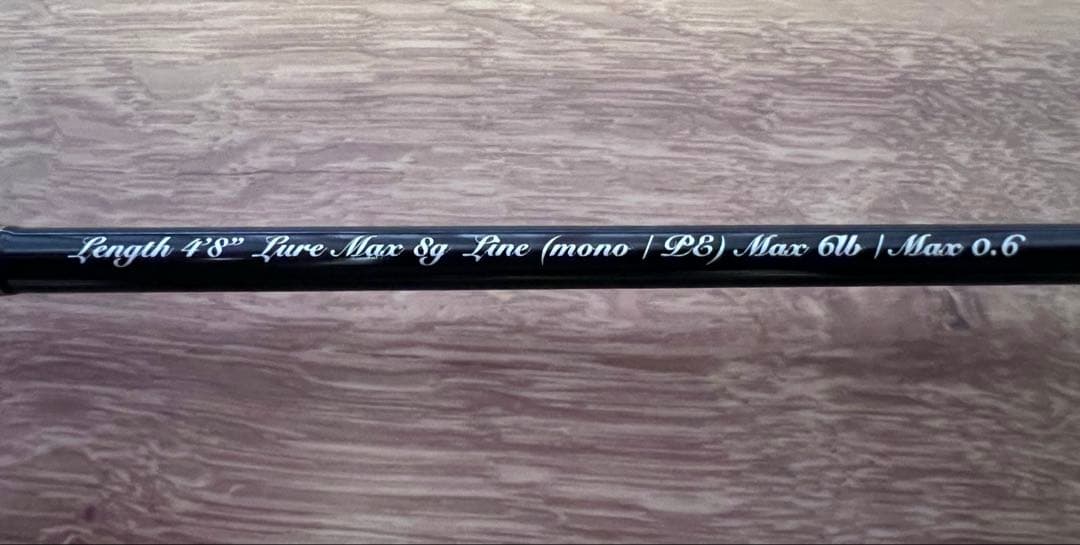 Length 4'8" Lure Max 8g Line (mono / PE) Max 6lb / Max 0.6